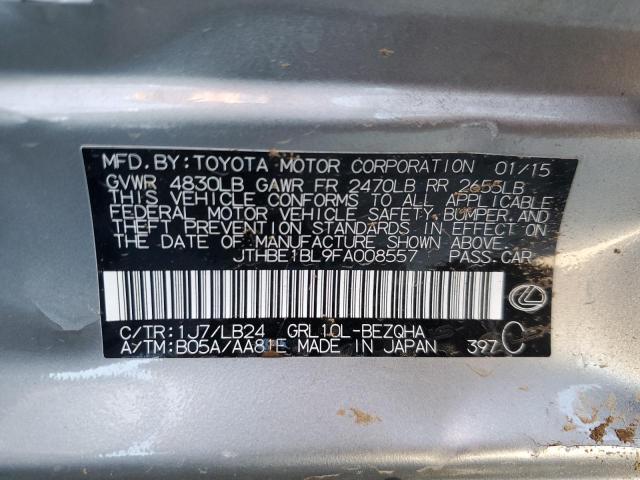 MFD.BY:TOYOTA MOTOR CORPORATION 01/15
GVWR 4830LB GAWR FR 2470LB RR 2655LB
THIS VEHICLE CONFORMS TO ALL APPLICABLE
FEDERAL MOTOR VEHICLE SAFETY,BUMPER,AND
THEFT PREVENTION STANDARDS IN EFFECT ON
THE DATE OF MANUFACTURE SHOWN ABOVE.
JTHBE1BL9FA008557 PASS.CAR
C/TR:1J7/LB24 GRL10L-BEZQHA
A/TM:B05A/AA81E MADE IN JAPAN 397 C